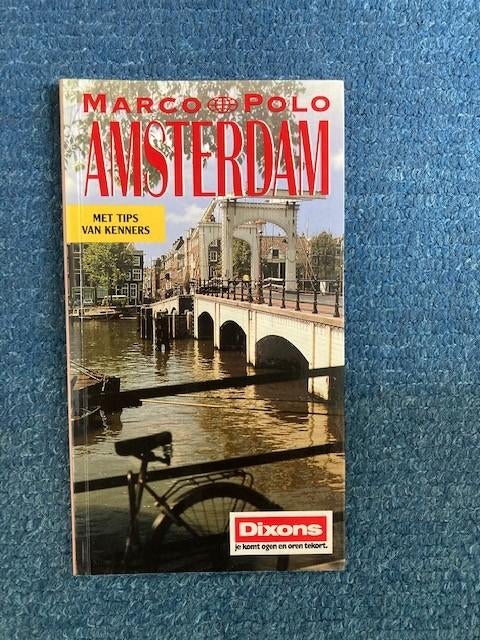 MARCO POLO
AMSTERDAM
MET TIPS
VAN KENNERS
Dixons
je komt ogen en oren tekort.